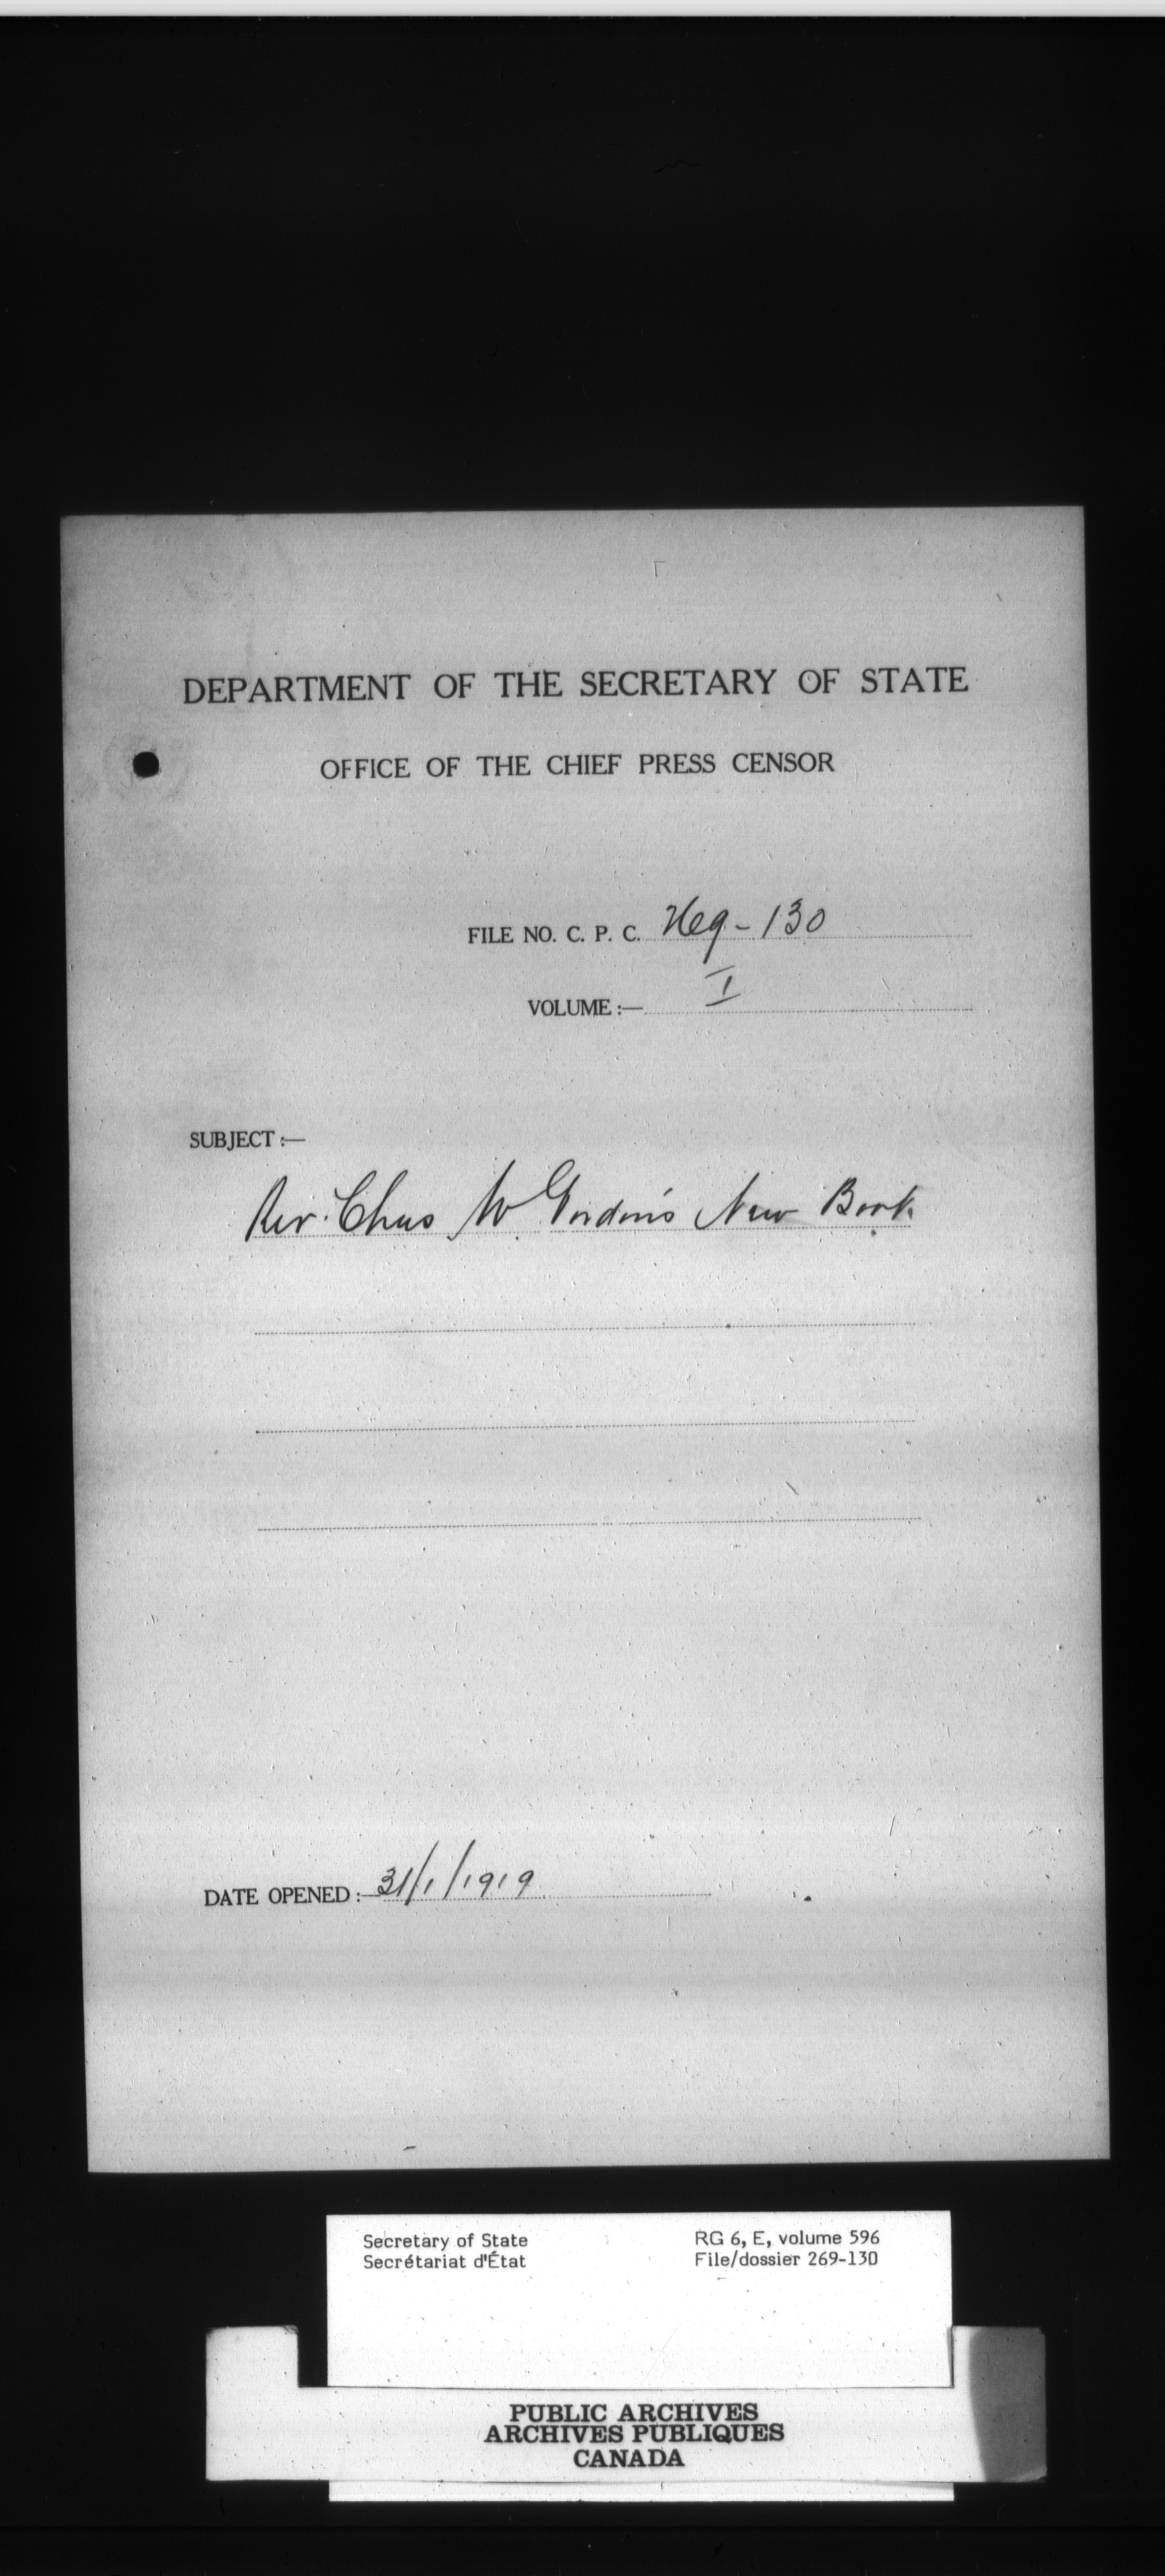 DEPARTMENT OF THE SECRETARY OF STATE
OFFICE OF THE CHIEF PRESS CENSOR
FILE NO. C. P. C. 269-130
VOLUME :— I
SUBJECT :—
Rev. Chas W. Gordon's New Book
DATE OPENED :— 31/1/1919
Secretary of State
Secrétariat d'État
RG 6, E, volume 596
File/dossier 269-130
PUBLIC ARCHIVES
ARCHIVES PUBLIQUES
CANADA